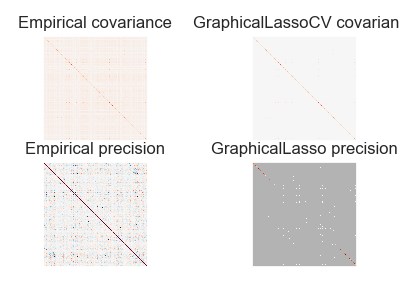 Empirical covariance
GraphicalLassoCV covarian
Empirical precision
GraphicalLasso precision